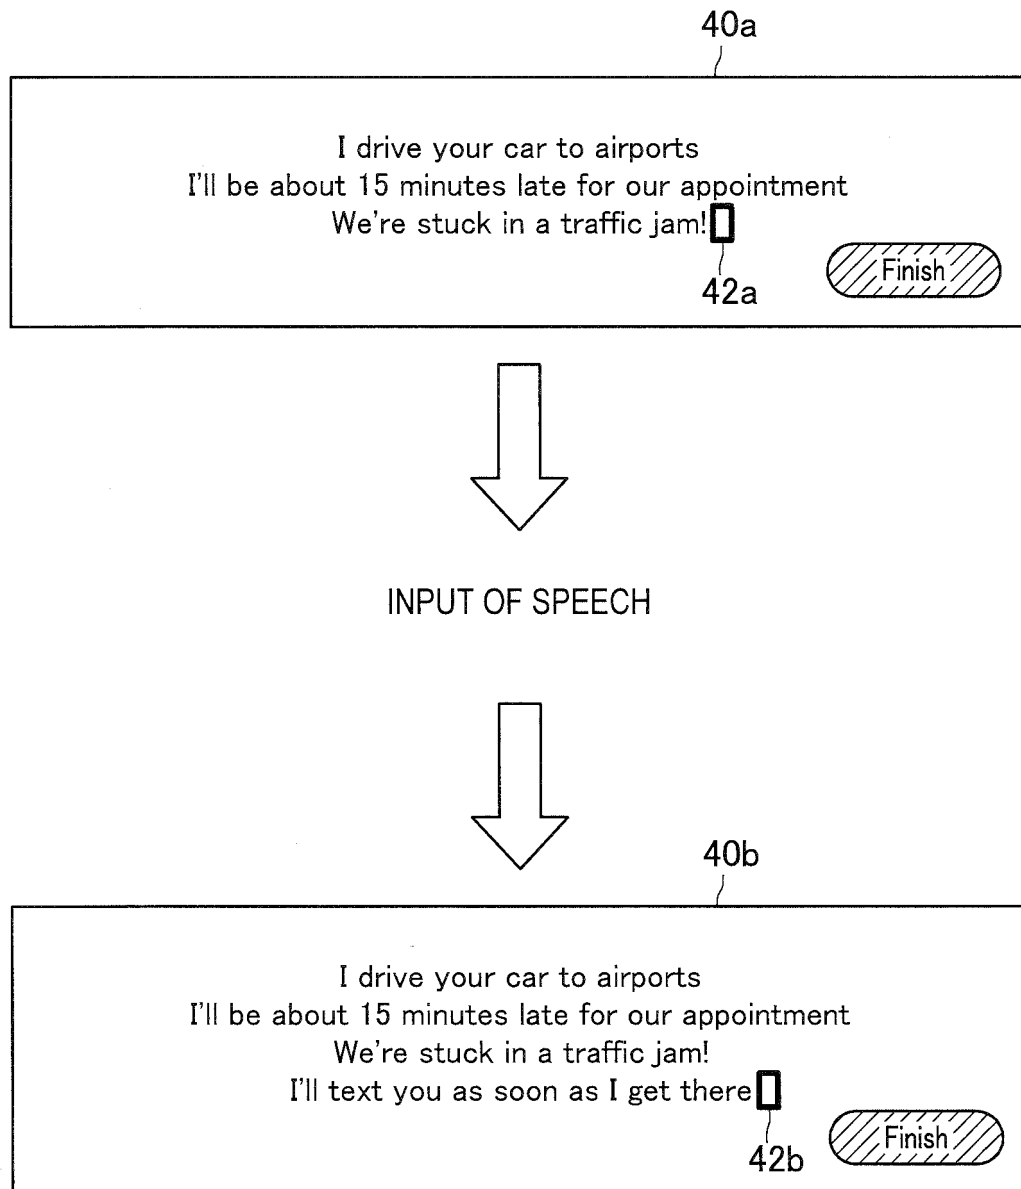 40a
I drive your car to airports
I'll be about 15 minutes late for our appointment
We're stuck in a traffic jam!
Finish
42a
INPUT OF SPEECH
40b
I drive your car to airports
I'll be about 15 minutes late for our appointment
We're stuck in a traffic jam!
I'll text you as soon as I get there
Finish
42b